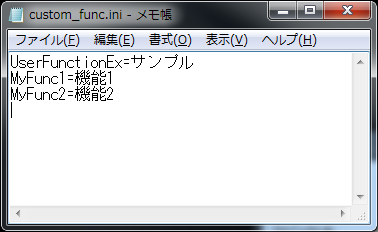 custom_func.ini - メモ帳
ファイル(F) 編集(E) 書式(O) 表示(V) ヘルプ(H)
UserFunctionEx=サンプル
MyFunc1=機能1
MyFunc2=機能2